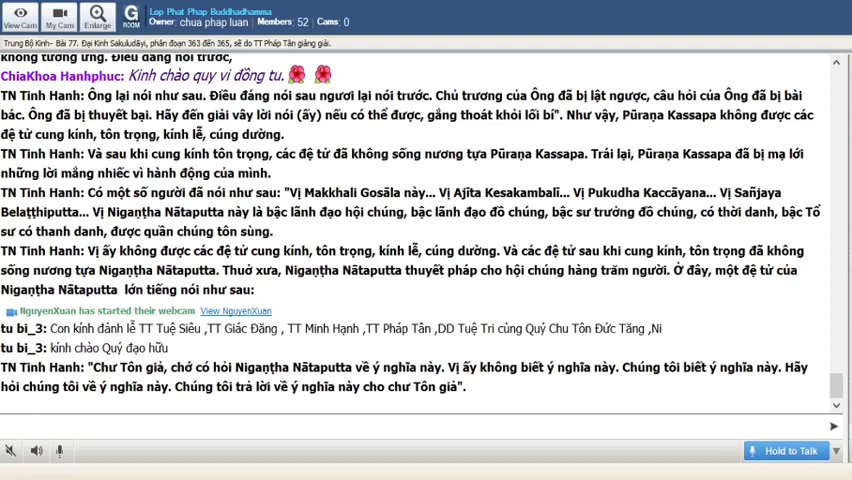 Lop Phat Phap Buddhadhamma
Owner: chua phap luan | Members: 52 | Cams: 0
View Cam
My Cam
Enlarge
G
ROOM
Trung Bộ Kinh- Bài 77. Đại Kinh Sakuludāyi, phân đoạn 363 đến 365, sẽ do TT Pháp Tân giảng giải.
không tương ưng. Điều đáng nói trước,
ChiaKhoa Hanhphuc: Kinh chào quy vi dồng tu.
TN Tinh Hanh: Ông lại nói như sau. Điều đáng nói sau ngươi lại nói trước. Chủ trương của Ông đã bị lật ngược, câu hỏi của Ông đã bị bài
bác. Ông đã bị thuyết bại. Hãy đến giải vây lời nói (ấy) nếu có thể được, gắng thoát khỏi lối bí". Như vậy, Pūraṇa Kassapa không được các
đệ tử cung kính, tôn trọng, kính lễ, cúng dường.
TN Tinh Hanh: Và sau khi cung kính tôn trọng, các đệ tử đã không sống nương tựa Pūraṇa Kassapa. Trái lại, Pūraṇa Kassapa đã bị mạ lới
những lời mắng nhiếc vì hành động của mình.
TN Tinh Hanh: Có một số người đã nói như sau: "Vị Makkhali Gosāla này... Vị Ajīta Kesakambalī... Vị Pukudha Kaccāyana... Vị Sañjaya
Belaṭṭhiputta... Vị Nigaṇṭha Nātaputta này là bậc lãnh đạo hội chúng, bậc lãnh đạo đồ chúng, bậc sư trưởng đồ chúng, có thời danh, bậc Tổ
sư có thanh danh, được quần chúng tôn sùng.
TN Tinh Hanh: Vị ấy không được các đệ tử cung kính, tôn trọng, kính lễ, cúng dường. Và các đệ tử sau khi cung kính, tôn trọng đã không
sống nương tựa Nigaṇṭha Nātaputta. Thuở xưa, Nigaṇṭha Nātaputta thuyết pháp cho hội chúng hàng trăm người. Ở đây, một đệ tử của
Nigaṇṭha Nātaputta lớn tiếng nói như sau:
NguyenXuan has started their webcam View NguyenXuan
tu bi_3: Con kính đánh lễ TT Tuệ Siêu ,TT Giác Đăng , TT Minh Hạnh ,TT Pháp Tân ,DD Tuệ Tri cùng Quý Chu Tôn Đức Tăng ,Ni
tu bi_3: kính chào Quý đạo hữu
TN Tinh Hanh: "Chư Tôn giả, chớ có hỏi Nigaṇṭha Nātaputta về ý nghĩa này. Vị ấy không biết ý nghĩa này. Chúng tôi biết ý nghĩa này. Hãy
hỏi chúng tôi về ý nghĩa này. Chúng tôi trả lời về ý nghĩa này cho chư Tôn giả".
Hold to Talk